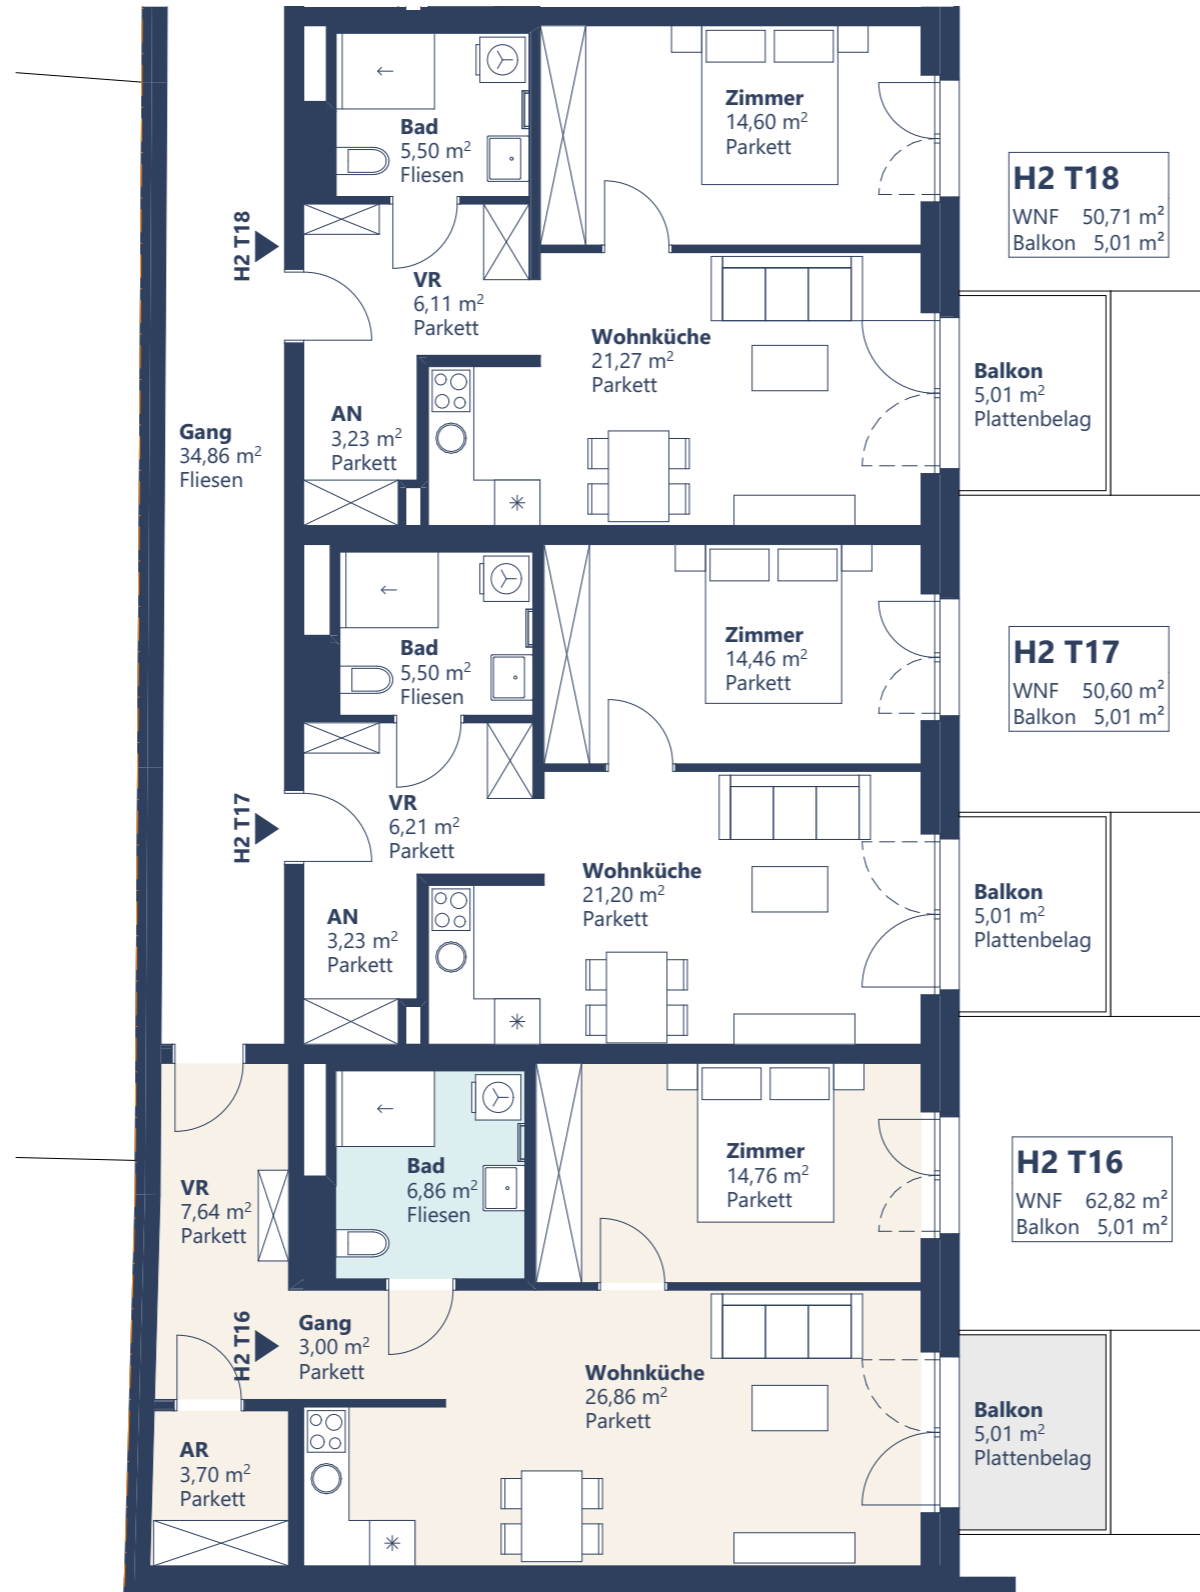 Bad
5,50 m²
Fliesen
Zimmer
14,60 m²
Parkett
H2 T18
WNF 50,71 m²
Balkon 5,01 m²
H2 T18
VR
6,11 m²
Parkett
Wohnküche
21,27 m²
Parkett
Balkon
5,01 m²
Plattenbelag
AN
3,23 m²
Parkett
Gang
34,86 m²
Fliesen
Bad
5,50 m²
Fliesen
Zimmer
14,46 m²
Parkett
H2 T17
WNF 50,60 m²
Balkon 5,01 m²
H2 T17
VR
6,21 m²
Parkett
Wohnküche
21,20 m²
Parkett
Balkon
5,01 m²
Plattenbelag
AN
3,23 m²
Parkett
Bad
6,86 m²
Fliesen
Zimmer
14,76 m²
Parkett
H2 T16
WNF 62,82 m²
Balkon 5,01 m²
VR
7,64 m²
Parkett
H2 T16
Gang
3,00 m²
Parkett
Wohnküche
26,86 m²
Parkett
Balkon
5,01 m²
Plattenbelag
AR
3,70 m²
Parkett